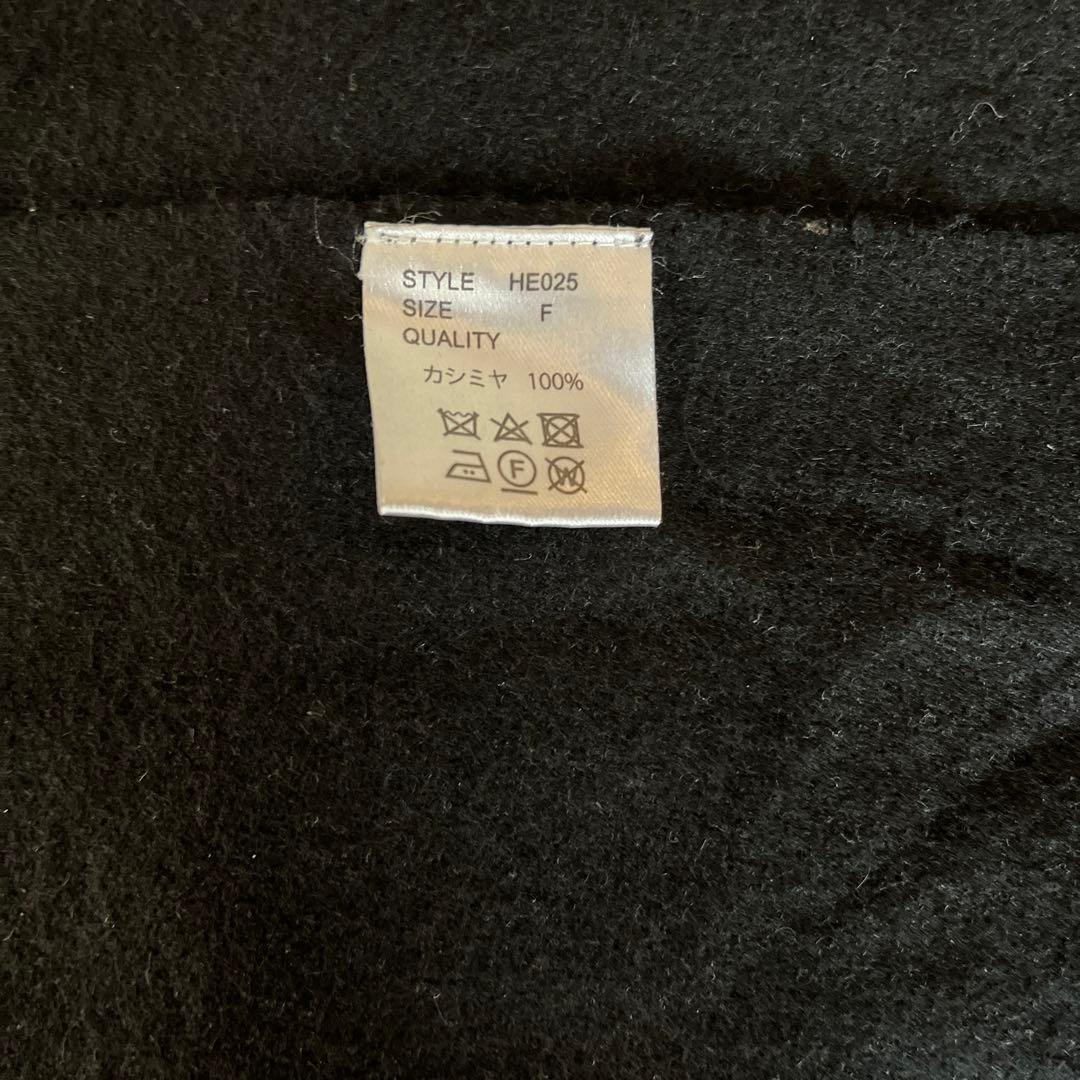 STYLE HE025
SIZE F
QUALITY
カシミヤ 100%
F W